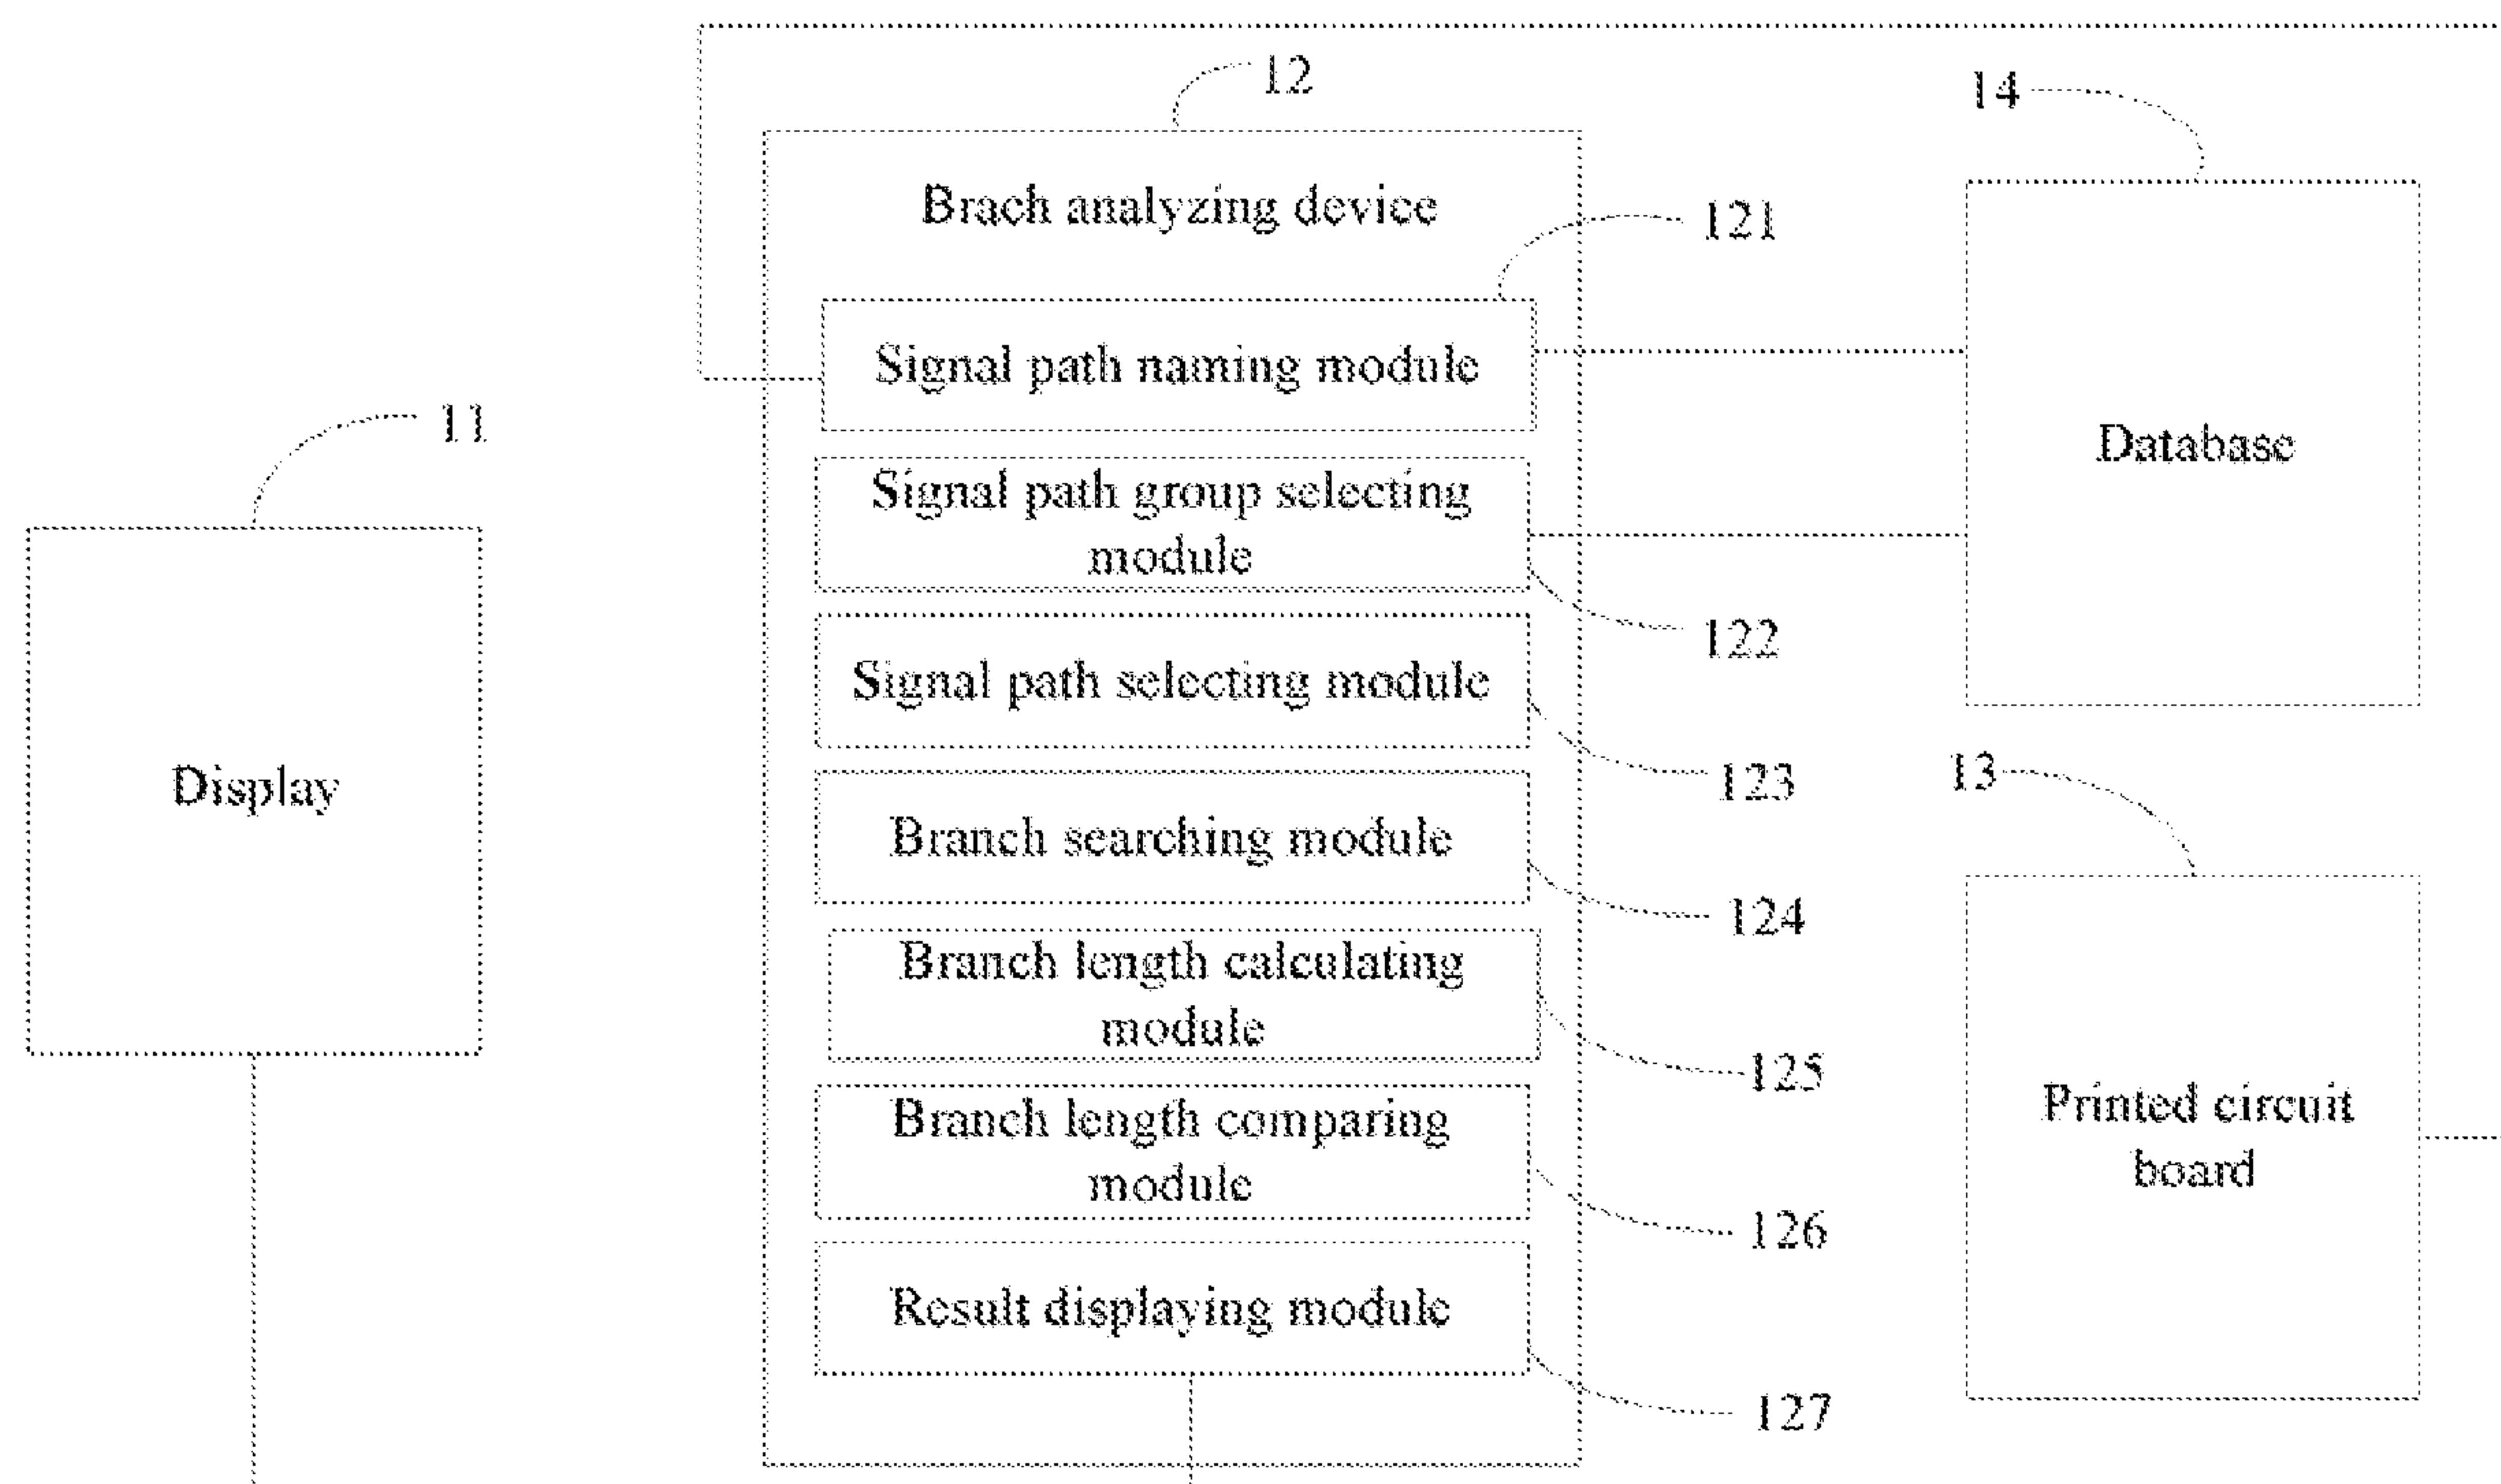 12
14
Brach analyzing device
121
Signal path naming module
11
Database
Signal path group selecting
module
122
Signal path selecting module
123
13
Display
Branch searching module
124
Branch length calculating
module
125
Printed circuit
board
Branch length comparing
module
126
Result displaying module
127